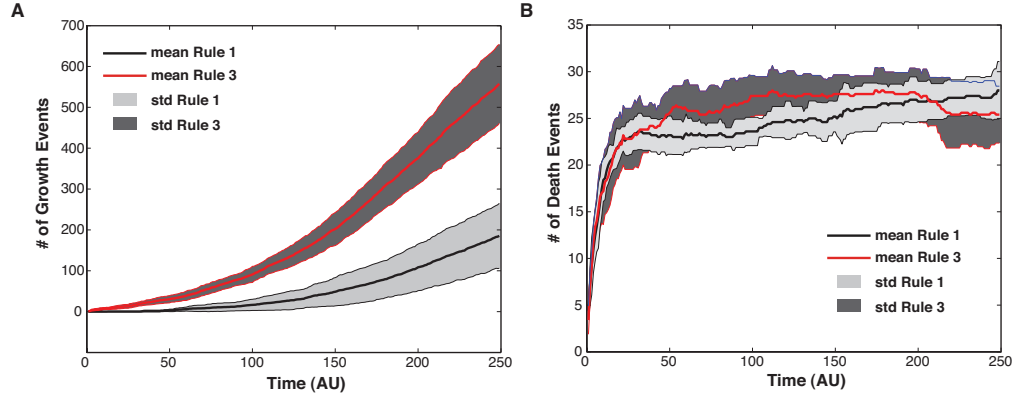 A
700
600
500
400
300
200
100
0
# of Growth Events
mean Rule 1
mean Rule 3
std Rule 1
std Rule 3
0
50
100
150
200
250
Time (AU)
B
35
30
25
20
15
10
5
0
# of Death Events
mean Rule 1
mean Rule 3
std Rule 1
std Rule 3
0
50
100
150
200
250
Time (AU)